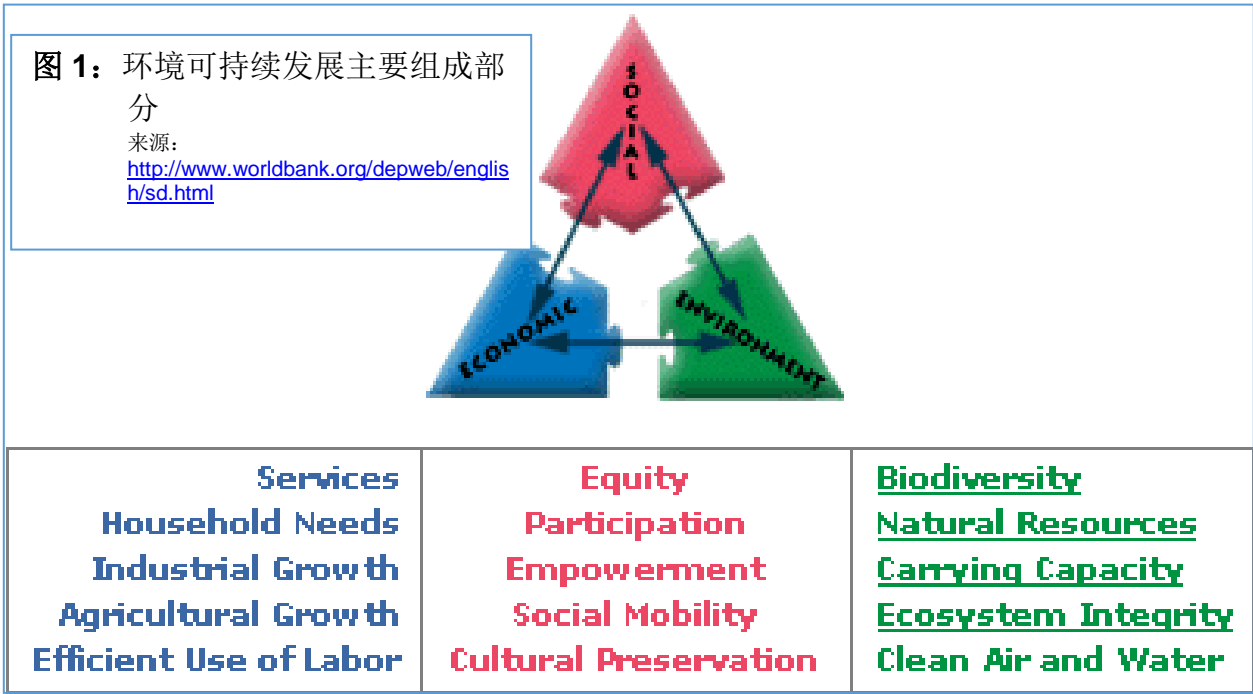 图 1：环境可持续发展主要组成部
分
来源：
http://www.worldbank.org/depweb/englis
h/sd.html
SOCIAL
ECONOMIC
ENVIRONMENT
Services
Household Needs
Industrial Growth
Agricultural Growth
Efficient Use of Labor
Equity
Participation
Empowerment
Social Mobility
Cultural Preservation
Biodiversity
Natural Resources
Carrying Capacity
Ecosystem Integrity
Clean Air and Water